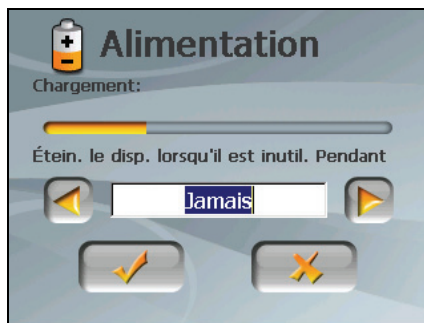 Alimentation
Chargement:
Étein. le disp. lorsqu'il est inutil. Pendant
Jamais